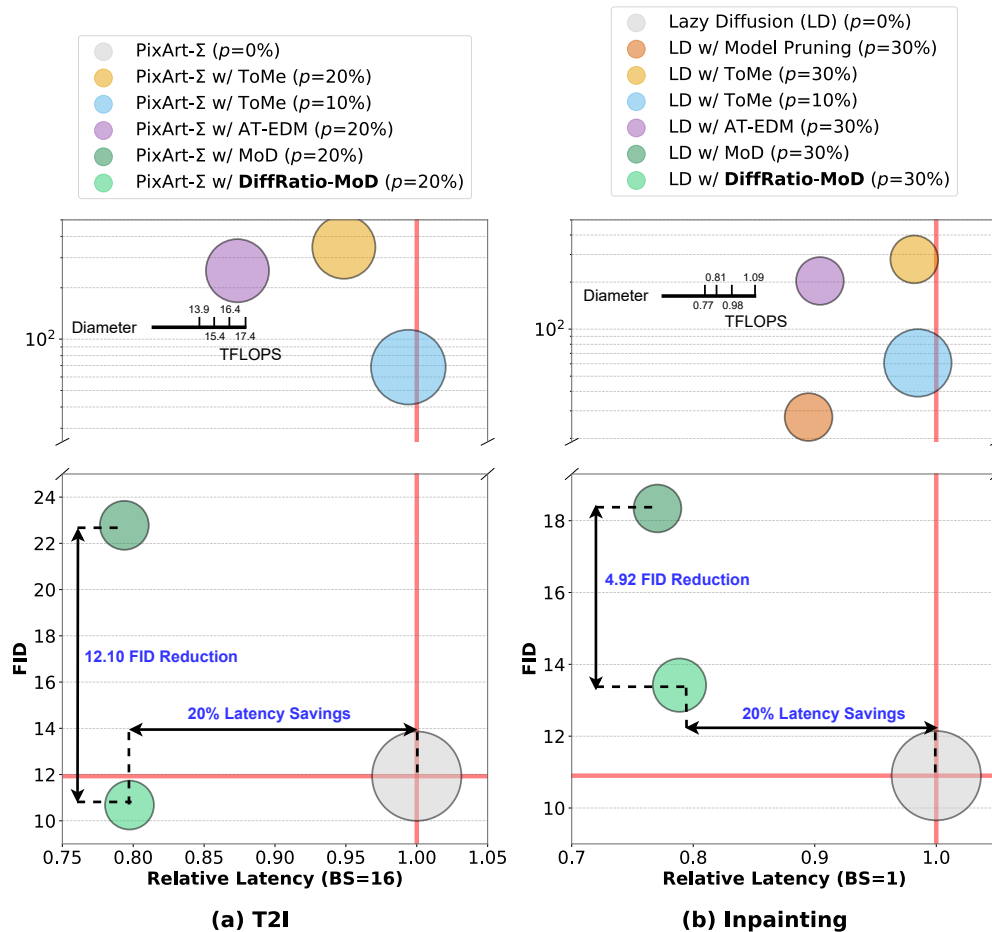 PixArt-Σ (p=0%)
PixArt-Σ w/ ToMe (p=20%)
PixArt-Σ w/ ToMe (p=10%)
PixArt-Σ w/ AT-EDM (p=20%)
PixArt-Σ w/ MoD (p=20%)
PixArt-Σ w/ DiffRatio-MoD (p=20%)
10²
Diameter
13.9 16.4
15.4 17.4
TFLOPS
24
22
20
18
16
14
12
10
FID
12.10 FID Reduction
20% Latency Savings
0.75 0.80 0.85 0.90 0.95 1.00 1.05
Relative Latency (BS=16)
(a) T2I
Lazy Diffusion (LD) (p=0%)
LD w/ Model Pruning (p=30%)
LD w/ ToMe (p=30%)
LD w/ ToMe (p=10%)
LD w/ AT-EDM (p=30%)
LD w/ MoD (p=30%)
LD w/ DiffRatio-MoD (p=30%)
10²
Diameter
0.81 1.09
0.77 0.98
TFLOPS
18
16
14
12
10
FID
4.92 FID Reduction
20% Latency Savings
0.7 0.8 0.9 1.0
Relative Latency (BS=1)
(b) Inpainting